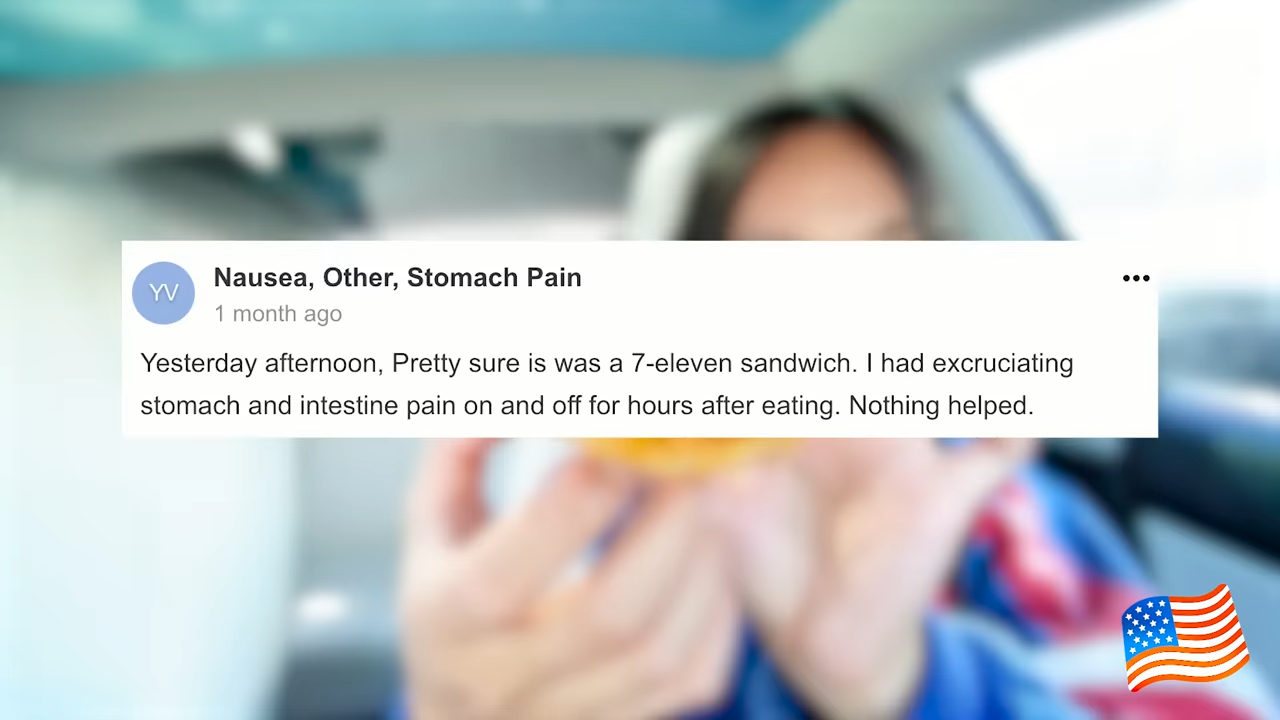 YV
Nausea, Other, Stomach Pain
1 month ago
Yesterday afternoon, Pretty sure is was a 7-eleven sandwich. I had excruciating
stomach and intestine pain on and off for hours after eating. Nothing helped.